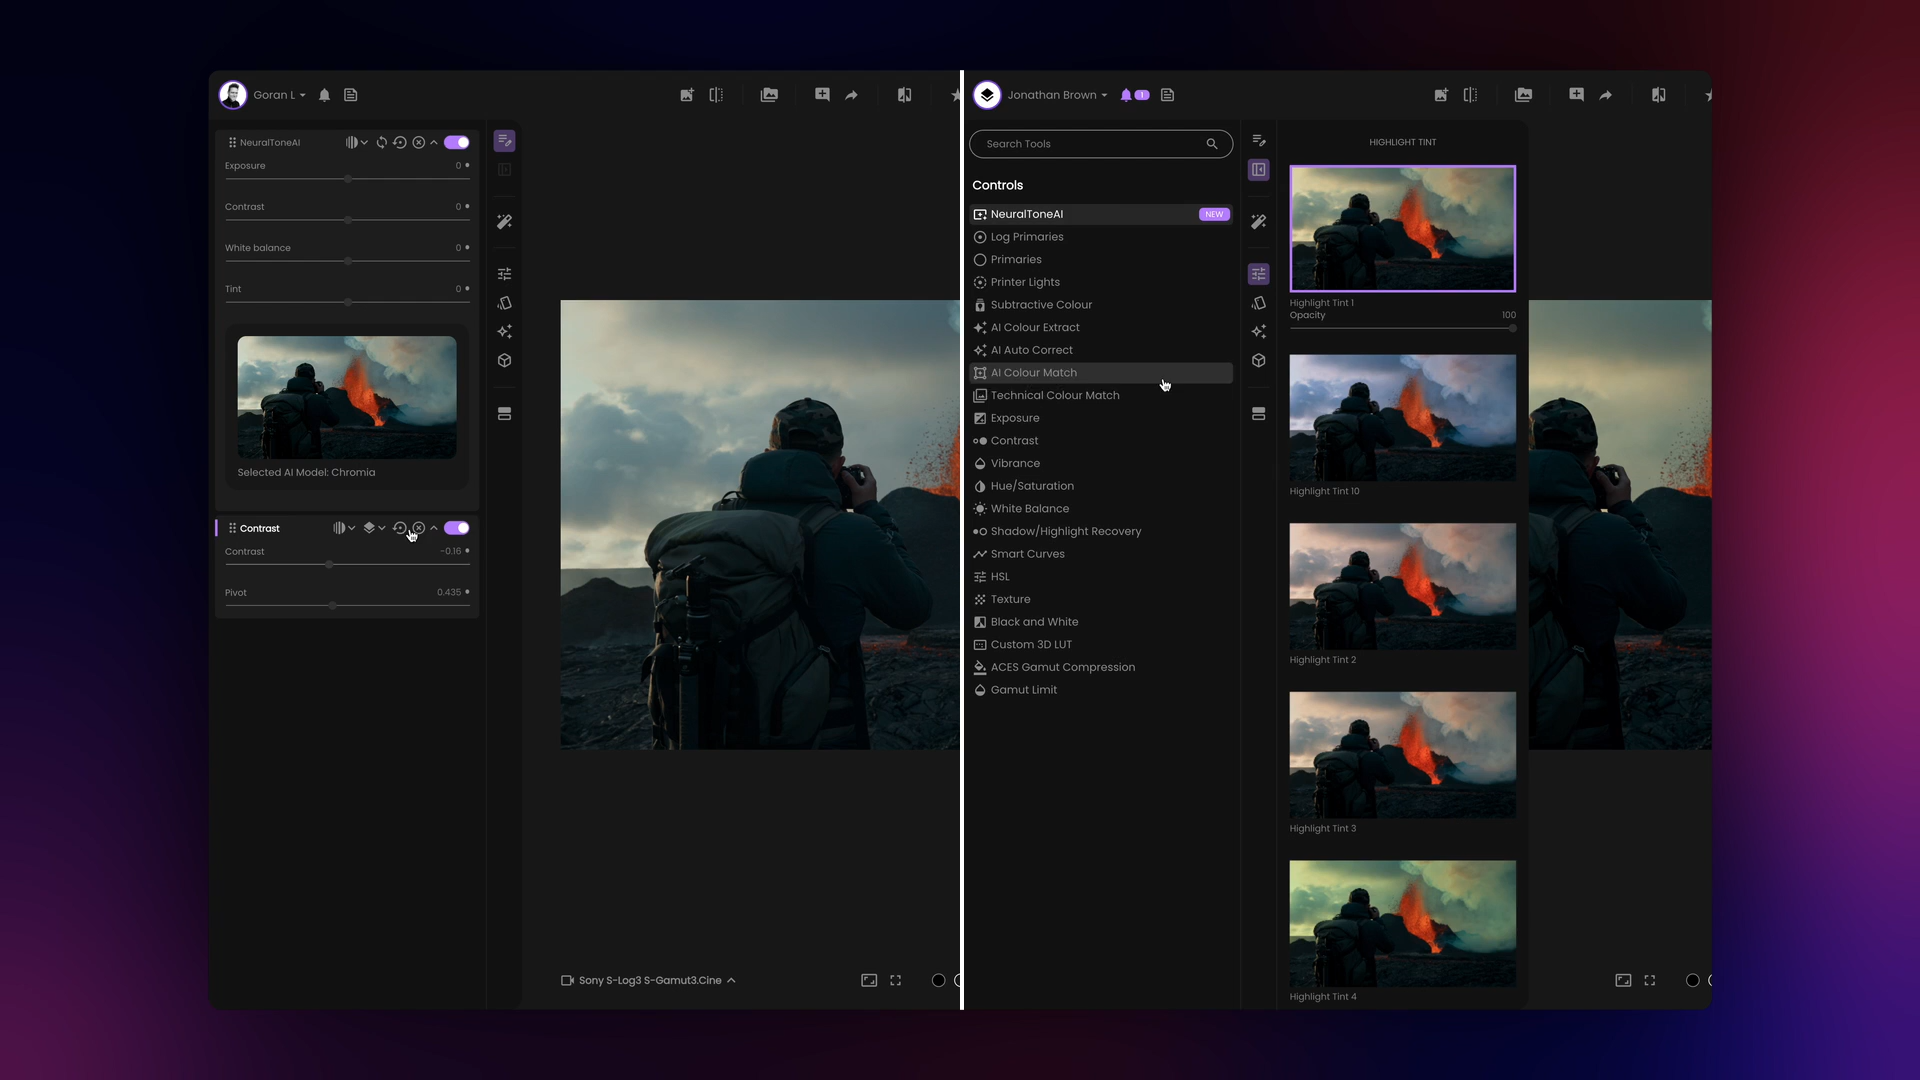 Goran L
NeuralToneAI
Exposure 0
Contrast 0
White balance 0
Tint 0
Selected AI Model: Chromia
Contrast
Contrast -0.16
Pivot 0.435
Sony S-Log3 S-Gamut3.Cine
Jonathan Brown
1
Search Tools
Controls
NeuralToneAI NEW
Log Primaries
Primaries
Printer Lights
Subtractive Colour
AI Colour Extract
AI Auto Correct
AI Colour Match
Technical Colour Match
Exposure
Contrast
Vibrance
Hue/Saturation
White Balance
Shadow/Highlight Recovery
Smart Curves
HSL
Texture
Black and White
Custom 3D LUT
ACES Gamut Compression
Gamut Limit
HIGHLIGHT TINT
Highlight Tint 1
Opacity 100
Highlight Tint 10
Highlight Tint 2
Highlight Tint 3
Highlight Tint 4